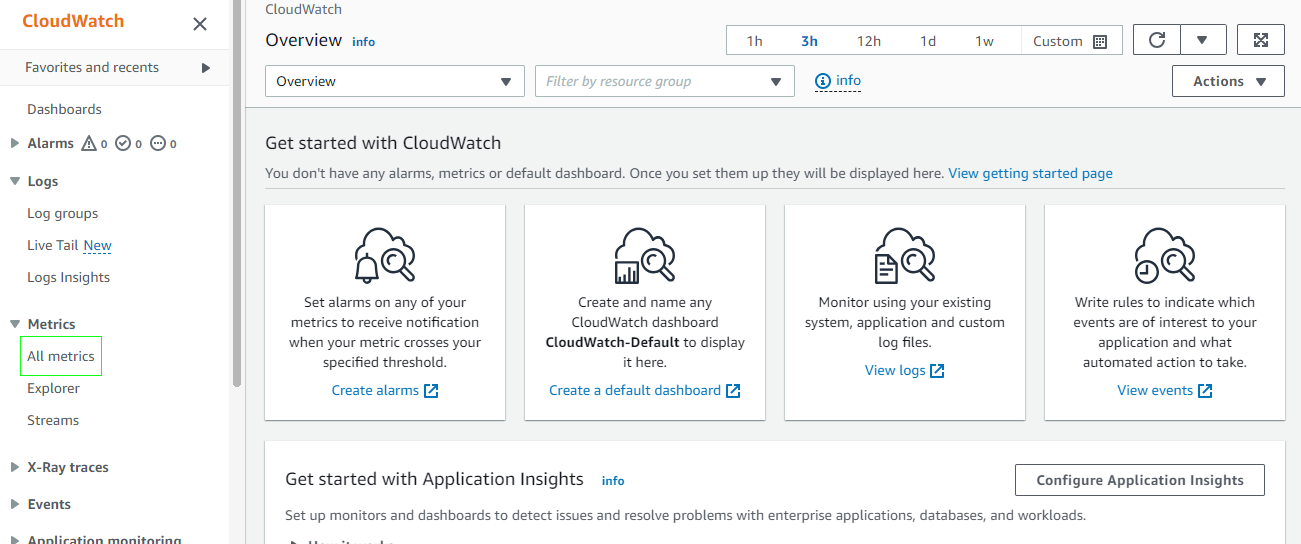 CloudWatch
Favorites and recents
Dashboards
Alarms 0 0 0
Logs
Log groups
Live Tail New
Logs Insights
Metrics
All metrics
Explorer
Streams
X-Ray traces
Events
Application monitoring
CloudWatch
Overview info
1h 3h 12h 1d 1w Custom
Overview Filter by resource group info Actions
Get started with CloudWatch
You don't have any alarms, metrics or default dashboard. Once you set them up they will be displayed here. View getting started page
Set alarms on any of your
metrics to receive notification
when your metric crosses your
specified threshold.
Create alarms
Create and name any
CloudWatch dashboard
CloudWatch-Default to display
it here.
Create a default dashboard
Monitor using your existing
system, application and custom
log files.
View logs
Write rules to indicate which
events are of interest to your
application and what
automated action to take.
View events
Get started with Application Insights info
Configure Application Insights
Set up monitors and dashboards to detect issues and resolve problems with enterprise applications, databases, and workloads.
How it works